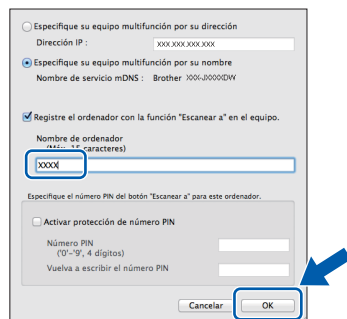 Especifique su equipo multifunción por su dirección
Dirección IP :
XXX.XXX.XXX.XXX
Especifique su equipo multifunción por su nombre
Nombre de servicio mDNS : Brother XXX-JXXXXDW
Registre el ordenador con la función "Escanear a" en el equipo.
Nombre de ordenador
(Máx. 15 caracteres)
XXXX
Especifique el número PIN del botón "Escanear a" para este ordenador.
Activar protección de número PIN
Número PIN
('0'-'9', 4 dígitos)
Vuelva a escribir el número PIN
Cancelar
OK